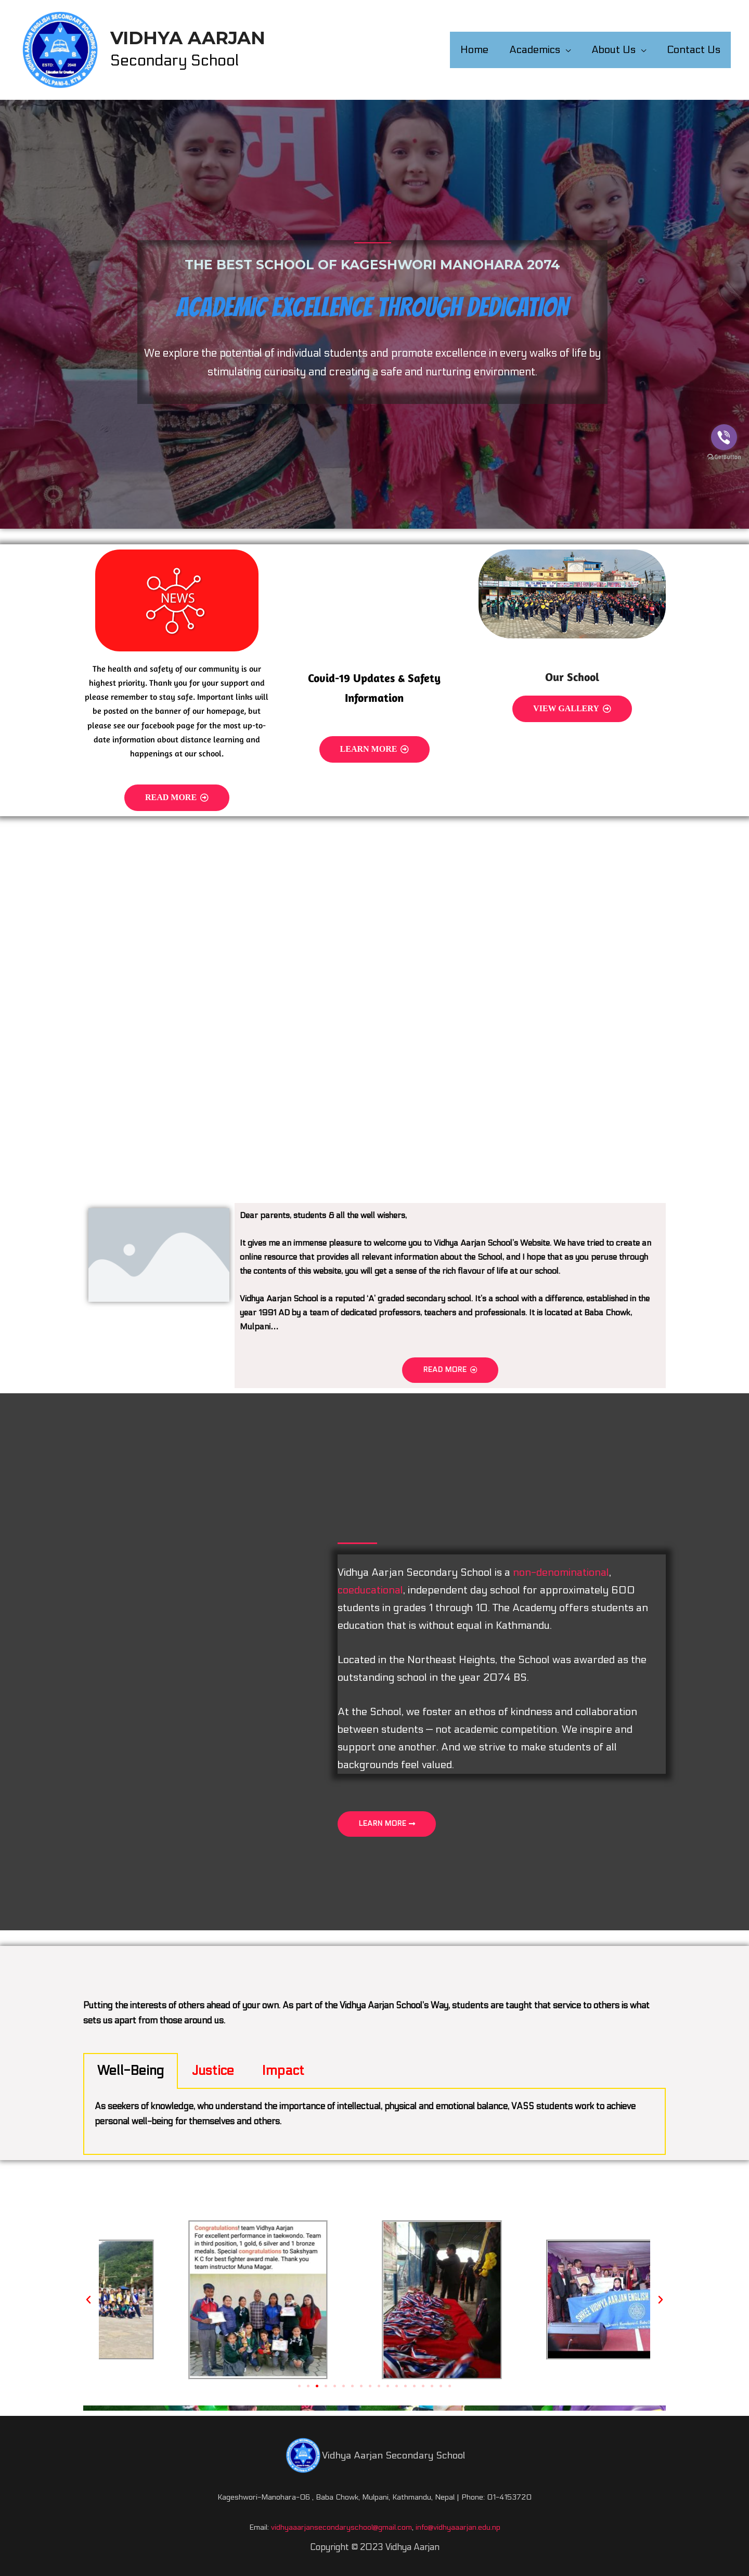 VIDHYA AARJAN
Secondary School
Home
Academics
About Us
Contact Us
THE BEST SCHOOL OF KAGESHWORI MANOHARA 2074
ACADEMIC EXCELLENCE THROUGH DEDICATION
We explore the potential of individual students and promote excellence in every walks of life by
stimulating curiosity and creating a safe and nurturing environment.
GetButton
NEWS
The health and safety of our community is our
highest priority. Thank you for your support and
please remember to stay safe. Important links will
be posted on the banner of our homepage, but
please see our facebook page for the most up-to-
date information about distance learning and
happenings at our school.
READ MORE
Covid-19 Updates & Safety
Information
LEARN MORE
Our School
VIEW GALLERY
Dear parents, students & all the well wishers,
It gives me an immense pleasure to welcome you to Vidhya Aarjan School's Website. We have tried to create an
online resource that provides all relevant information about the School, and I hope that as you peruse through
the contents of this website, you will get a sense of the rich flavour of life at our school.
Vidhya Aarjan School is a reputed 'A' graded secondary school. It's a school with a difference, established in the
year 1991 AD by a team of dedicated professors, teachers and professionals. It is located at Baba Chowk,
Mulpani…
READ MORE
Vidhya Aarjan Secondary School is a non-denominational,
coeducational, independent day school for approximately 600
students in grades 1 through 10. The Academy offers students an
education that is without equal in Kathmandu.
Located in the Northeast Heights, the School was awarded as the
outstanding school in the year 2074 BS.
At the School, we foster an ethos of kindness and collaboration
between students — not academic competition. We inspire and
support one another. And we strive to make students of all
backgrounds feel valued.
LEARN MORE
Putting the interests of others ahead of your own. As part of the Vidhya Aarjan School's Way, students are taught that service to others is what
sets us apart from those around us.
Well-Being
Justice
Impact
As seekers of knowledge, who understand the importance of intellectual, physical and emotional balance, VASS students work to achieve
personal well-being for themselves and others.
Congratulations! team Vidhya Aarjan
For excellent performance in taekwondo. Team
in third position, 1 gold, 6 silver and 1 bronze
medals. Special congratulations to Sakshyam
K C for best fighter award male. Thank you
team instructor Muna Magar.
SHREE VIDHYA AARJAN ENGLISH
Vidhya Aarjan Secondary School
Kageshwori-Manohara-06 , Baba Chowk, Mulpani, Kathmandu, Nepal | Phone: 01-4153720
Email: vidhyaaarjansecondaryschool@gmail.com, info@vidhyaaarjan.edu.np
Copyright © 2023 Vidhya Aarjan